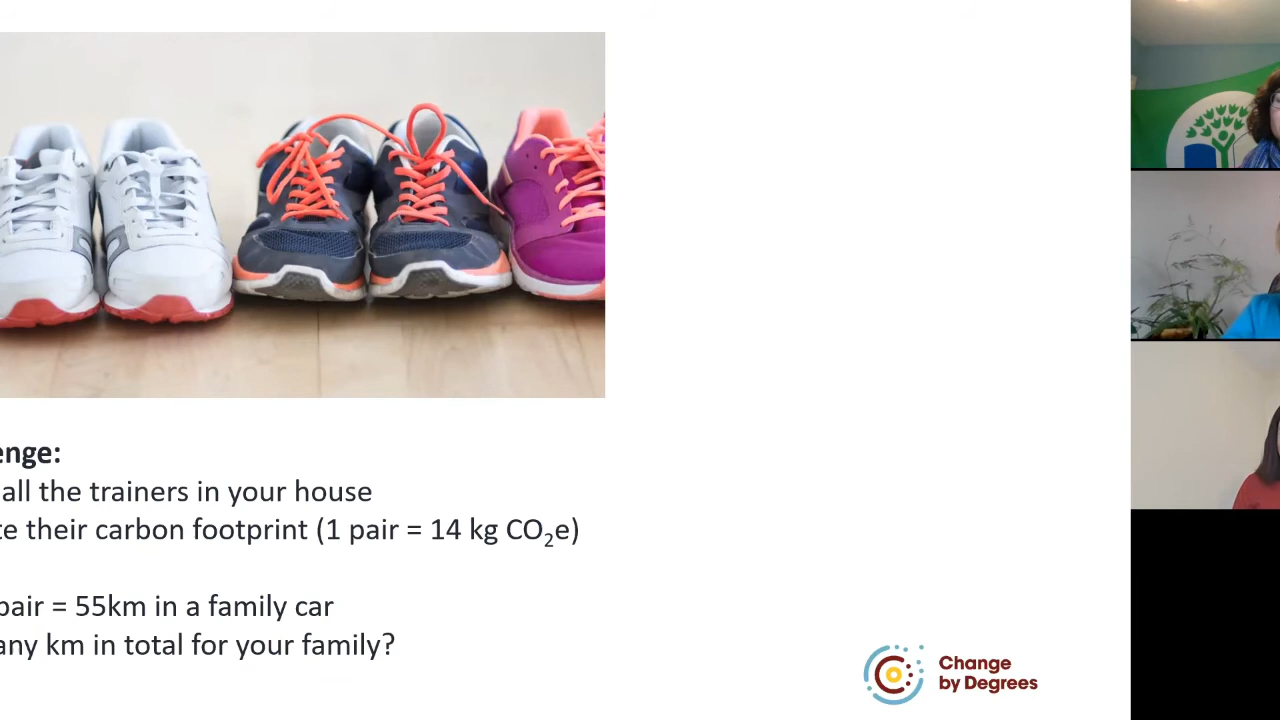 enge:
all the trainers in your house
te their carbon footprint (1 pair = 14 kg CO₂e)
pair = 55km in a family car
any km in total for your family?
Change
by Degrees